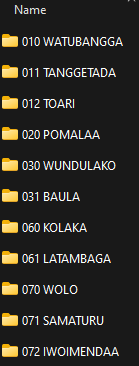 Name
010 WATUBANGGA
011 TANGGETADA
012 TOARI
020 POMALAA
030 WUNDULAKO
031 BAULA
060 KOLAKA
061 LATAMBAGA
070 WOLO
071 SAMATURU
072 IWOIMENDAA